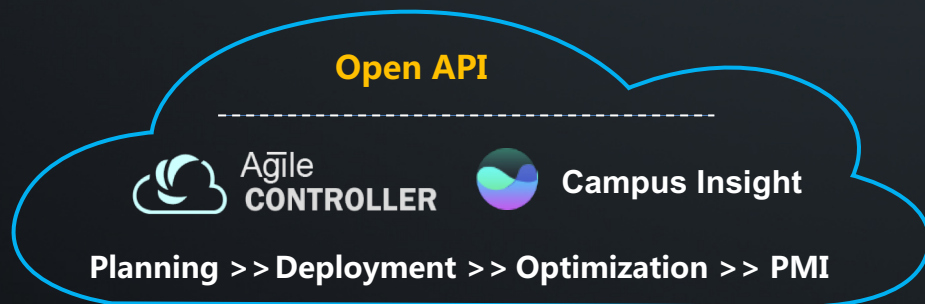 Open API
Agile
CONTROLLER
Campus Insight
Planning >> Deployment >> Optimization >> PMI